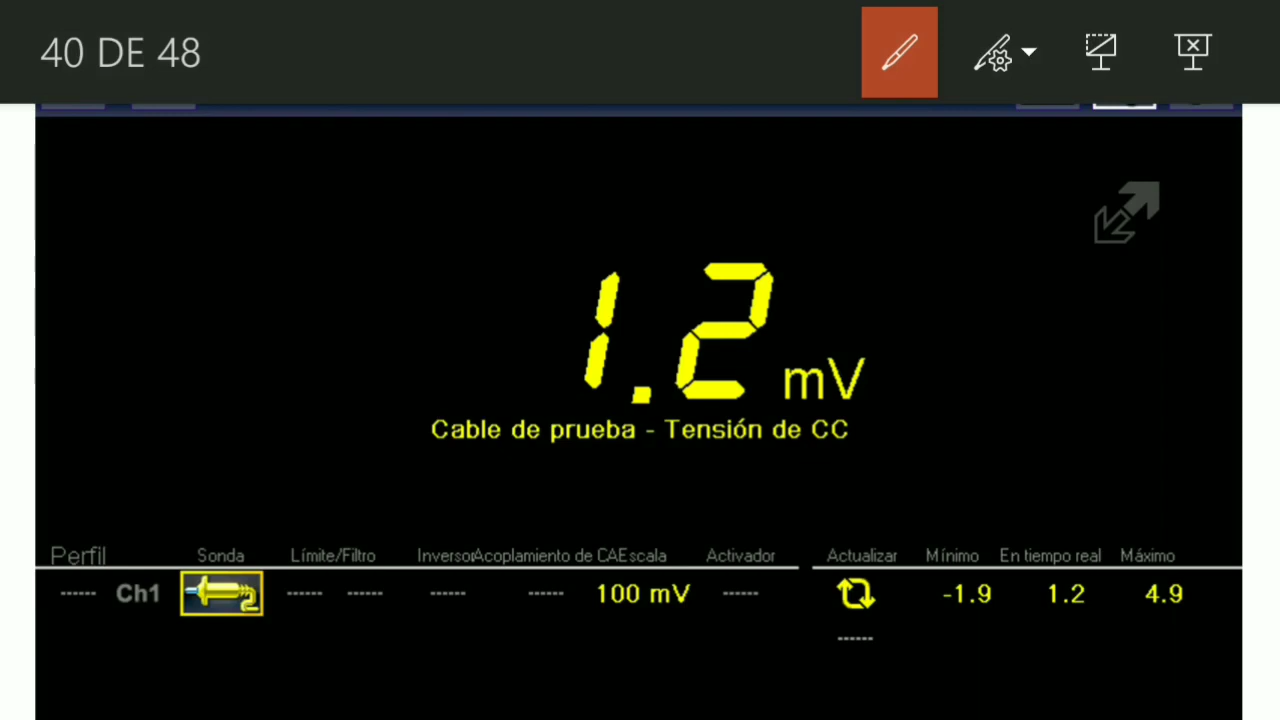 40 DE 48
1.2 mV
Cable de prueba - Tensión de CC
Perfil Sonda Límite/Filtro Inversor Acoplamiento de CA Escala Activador Actualizar Mínimo En tiempo real Máximo
------ Ch1 2 ------ ------ ------ ------ 100 mV ------ -1.9 1.2 4.9
------